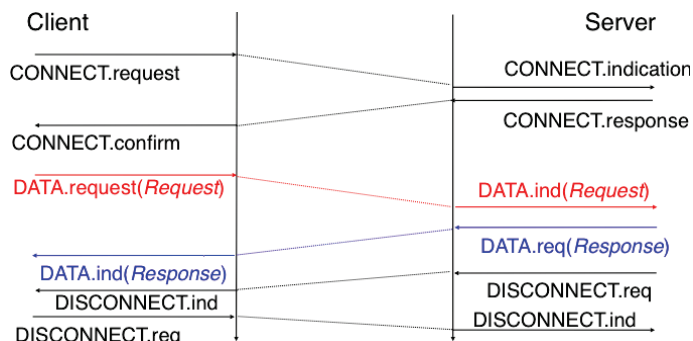 Client
Server
CONNECT.request
CONNECT.indication
CONNECT.response
CONNECT.confirm
DATA.request(Request)
DATA.ind(Request)
DATA.req(Response)
DATA.ind(Response)
DISCONNECT.req
DISCONNECT.ind
DISCONNECT.ind
DISCONNECT.req